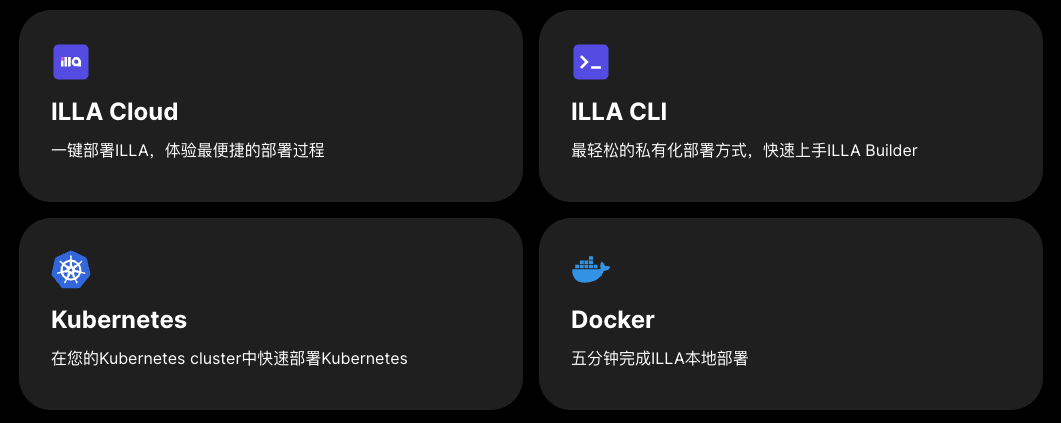 illa
ILLA Cloud
一键部署ILLA，体验最便捷的部署过程
ILLA CLI
最轻松的私有化部署方式，快速上手ILLA Builder
Kubernetes
在您的Kubernetes cluster中快速部署Kubernetes
Docker
五分钟完成ILLA本地部署